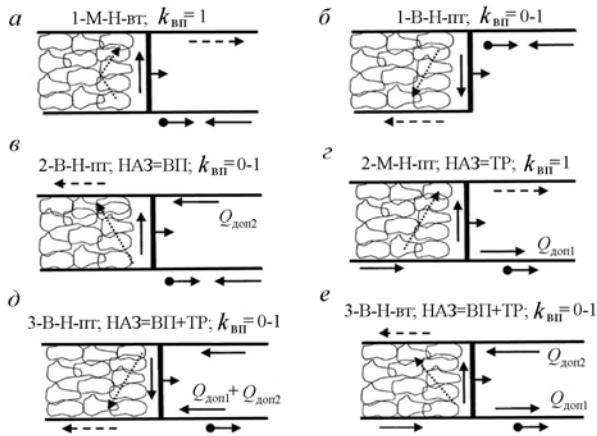 а 1-М-Н-вт; kвп= 1
б 1-В-Н-пт; kвп= 0-1
в 2-В-Н-пт; НАЗ=ВП; kвп= 0-1
Qдоп2
г 2-М-Н-пт; НАЗ=ТР; kвп= 1
Qдоп1
д 3-В-Н-пт; НАЗ=ВП+ТР; kвп= 0-1
Qдоп1+ Qдоп2
е 3-В-Н-вт; НАЗ=ВП+ТР; kвп= 0-1
Qдоп2
Qдоп1